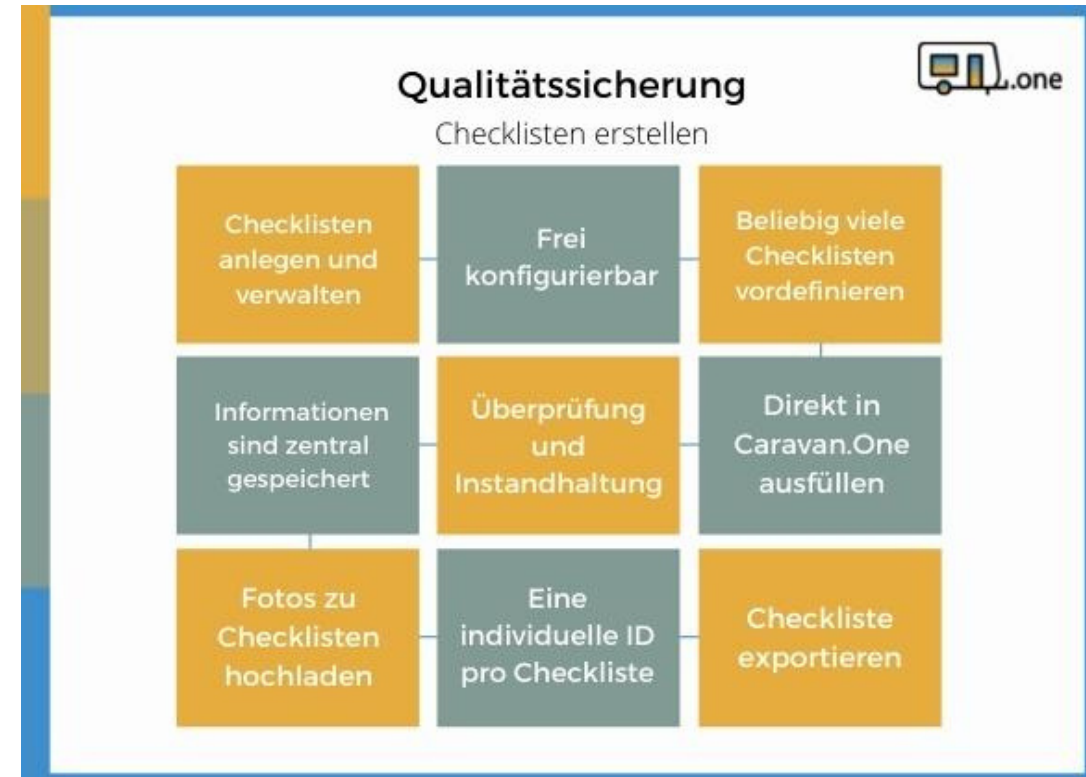 Qualitätssicherung
.one
Checklisten erstellen
Checklisten
anlegen und
verwalten
Frei
konfigurierbar
Beliebig viele
Checklisten
vordefinieren
Informationen
sind zentral
gespeichert
Überprüfung
und
Instandhaltung
Direkt in
Caravan.One
ausfüllen
Fotos zu
Checklisten
hochladen
Eine
individuelle ID
pro Checkliste
Checkliste
exportieren